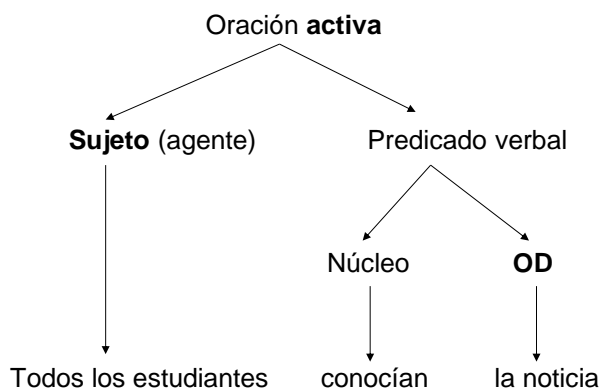 Oración activa
Sujeto (agente) Predicado verbal
Núcleo OD
Todos los estudiantes conocían la noticia